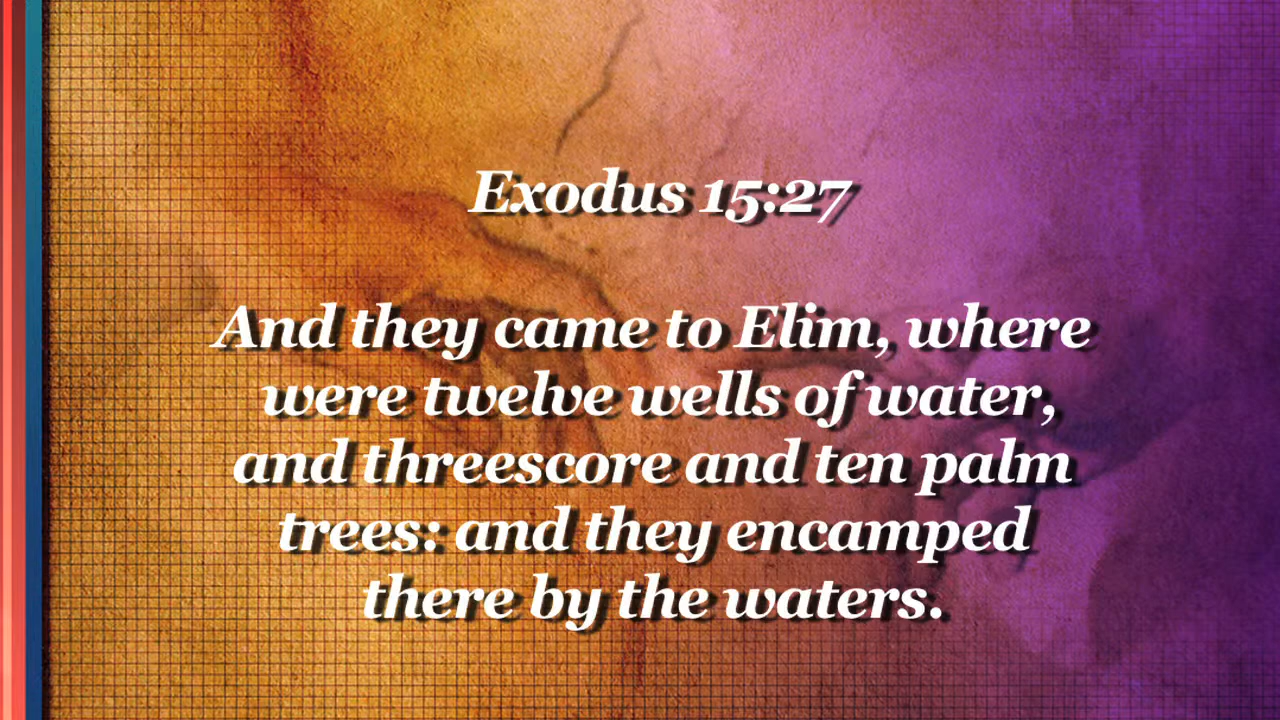 Exodus 15:27
And they came to Elim, where
were twelve wells of water,
and threescore and ten palm
trees: and they encamped
there by the waters.